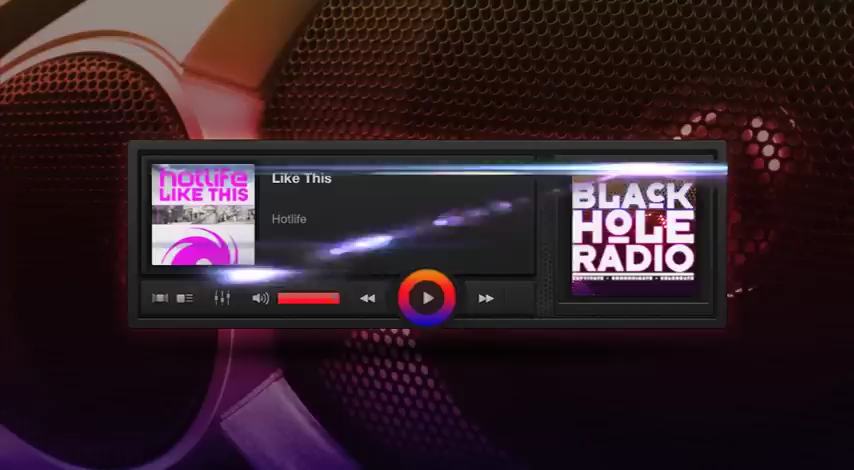 hotlife
LIKE THIS
Like This
Hotlife
BLACK
HOLE
RADIO